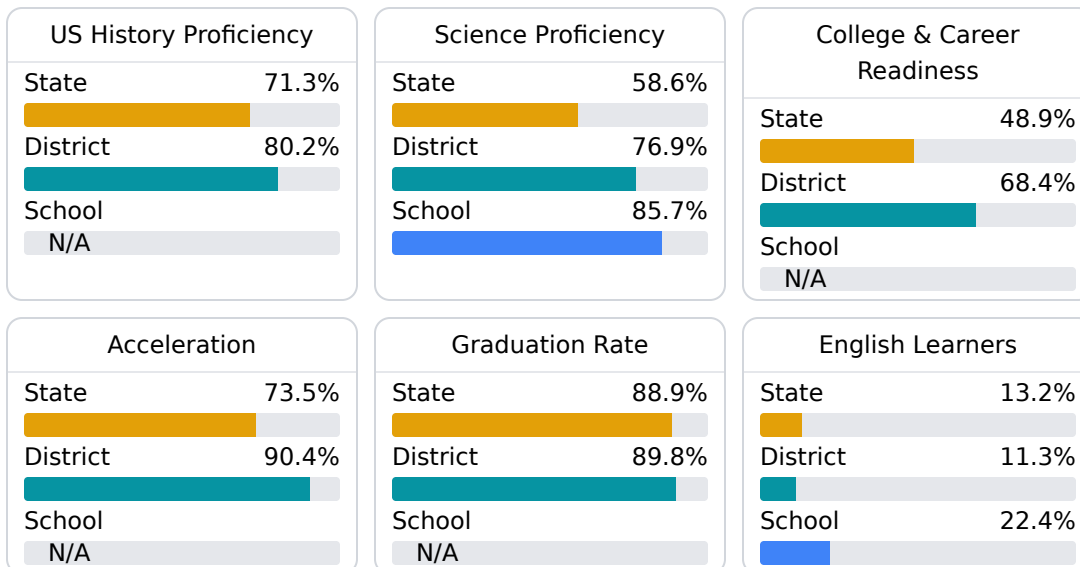 US History Proficiency
State 71.3%
District 80.2%
School
N/A
Science Proficiency
State 58.6%
District 76.9%
School 85.7%
College & Career
Readiness
State 48.9%
District 68.4%
School
N/A
Acceleration
State 73.5%
District 90.4%
School
N/A
Graduation Rate
State 88.9%
District 89.8%
School
N/A
English Learners
State 13.2%
District 11.3%
School 22.4%